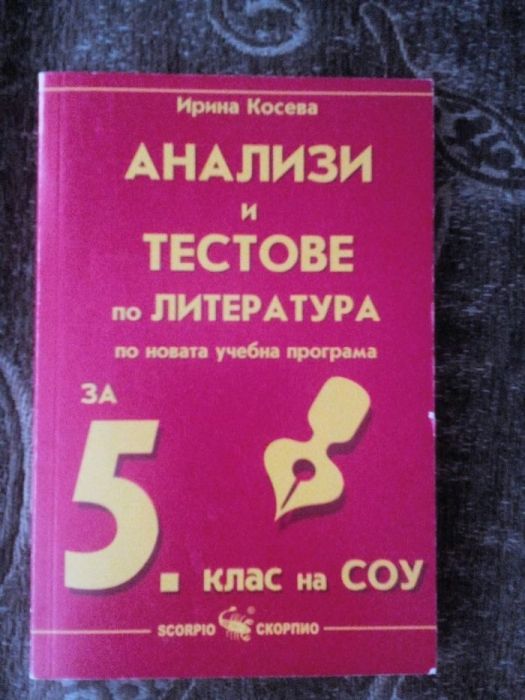 Ирина Косева
АНАЛИЗИ
и
ТЕСТОВЕ
по ЛИТЕРАТУРА
по новата учебна програма
ЗА
5. клас на СОУ
SCORPIO ® СКОРПИО